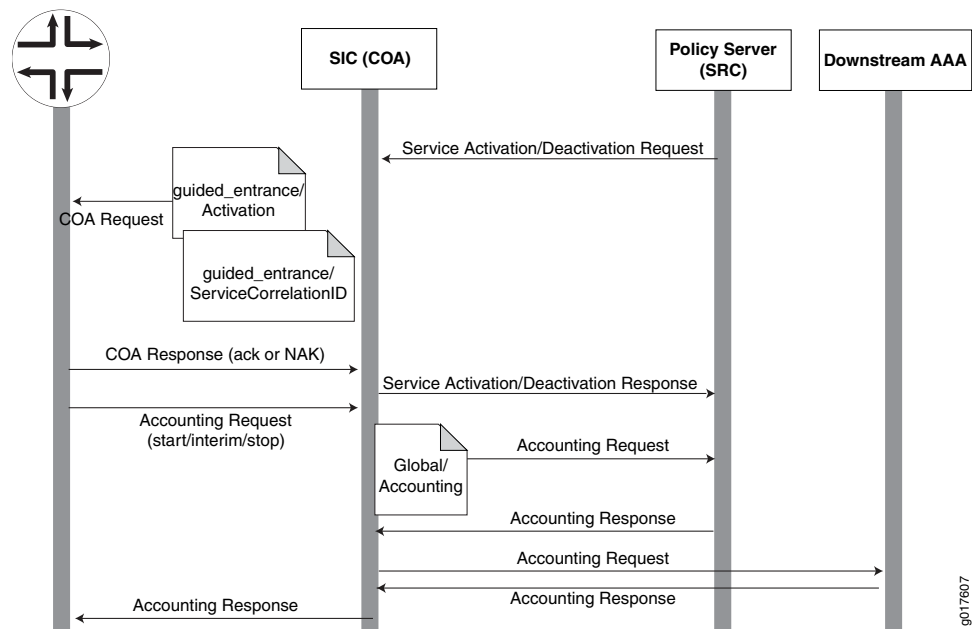 SIC (COA)
Policy Server
(SRC)
Downstream AAA
Service Activation/Deactivation Request
guided_entrance/
Activation
COA Request
guided_entrance/
ServiceCorrelationID
COA Response (ack or NAK)
Service Activation/Deactivation Response
Accounting Request
(start/interim/stop)
Accounting Request
Global/
Accounting
Accounting Response
Accounting Request
Accounting Response
Accounting Response
g017607